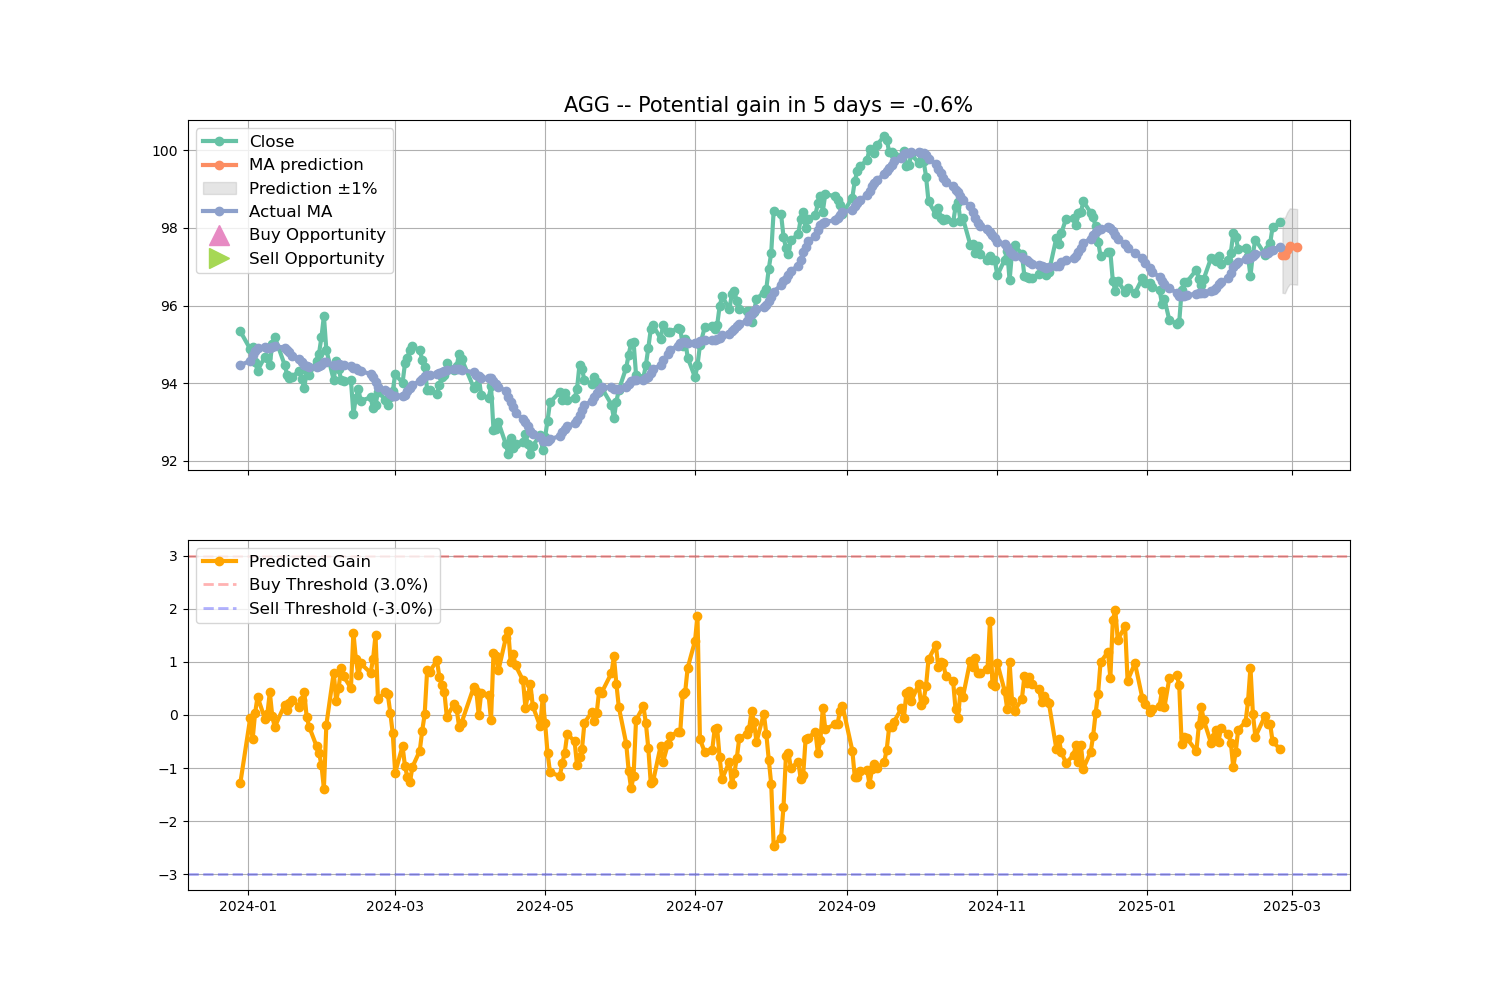 AGG -- Potential gain in 5 days = -0.6%
Close
MA prediction
Prediction ±1%
Actual MA
Buy Opportunity
Sell Opportunity
100
98
96
94
92
Predicted Gain
Buy Threshold (3.0%)
Sell Threshold (-3.0%)
3
2
1
0
−1
−2
−3
2024-01 2024-03 2024-05 2024-07 2024-09 2024-11 2025-01 2025-03